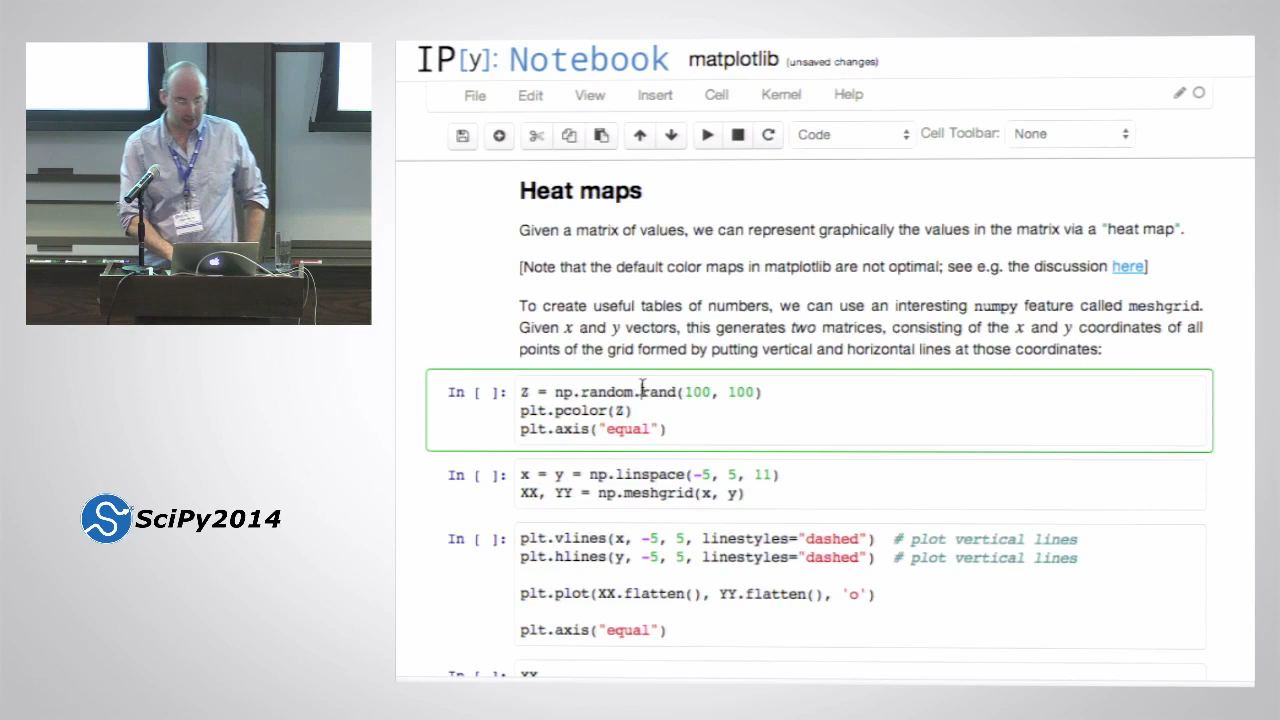 IP[y]: Notebook matplotlib (unsaved changes)
File Edit View Insert Cell Kernel Help
Code Cell Toolbar: None
Heat maps
Given a matrix of values, we can represent graphically the values in the matrix via a "heat map".
[Note that the default color maps in matplotlib are not optimal; see e.g. the discussion here]
To create useful tables of numbers, we can use an interesting numpy feature called meshgrid.
Given x and y vectors, this generates two matrices, consisting of the x and y coordinates of all
points of the grid formed by putting vertical and horizontal lines at those coordinates:
In [ ]: Z = np.random.rand(100, 100)
plt.pcolor(Z)
plt.axis("equal")
In [ ]: x = y = np.linspace(-5, 5, 11)
XX, YY = np.meshgrid(x, y)
In [ ]: plt.vlines(x, -5, 5, linestyles="dashed") # plot vertical lines
plt.hlines(y, -5, 5, linestyles="dashed") # plot vertical lines
plt.plot(XX.flatten(), YY.flatten(), 'o')
plt.axis("equal")
SciPy2014